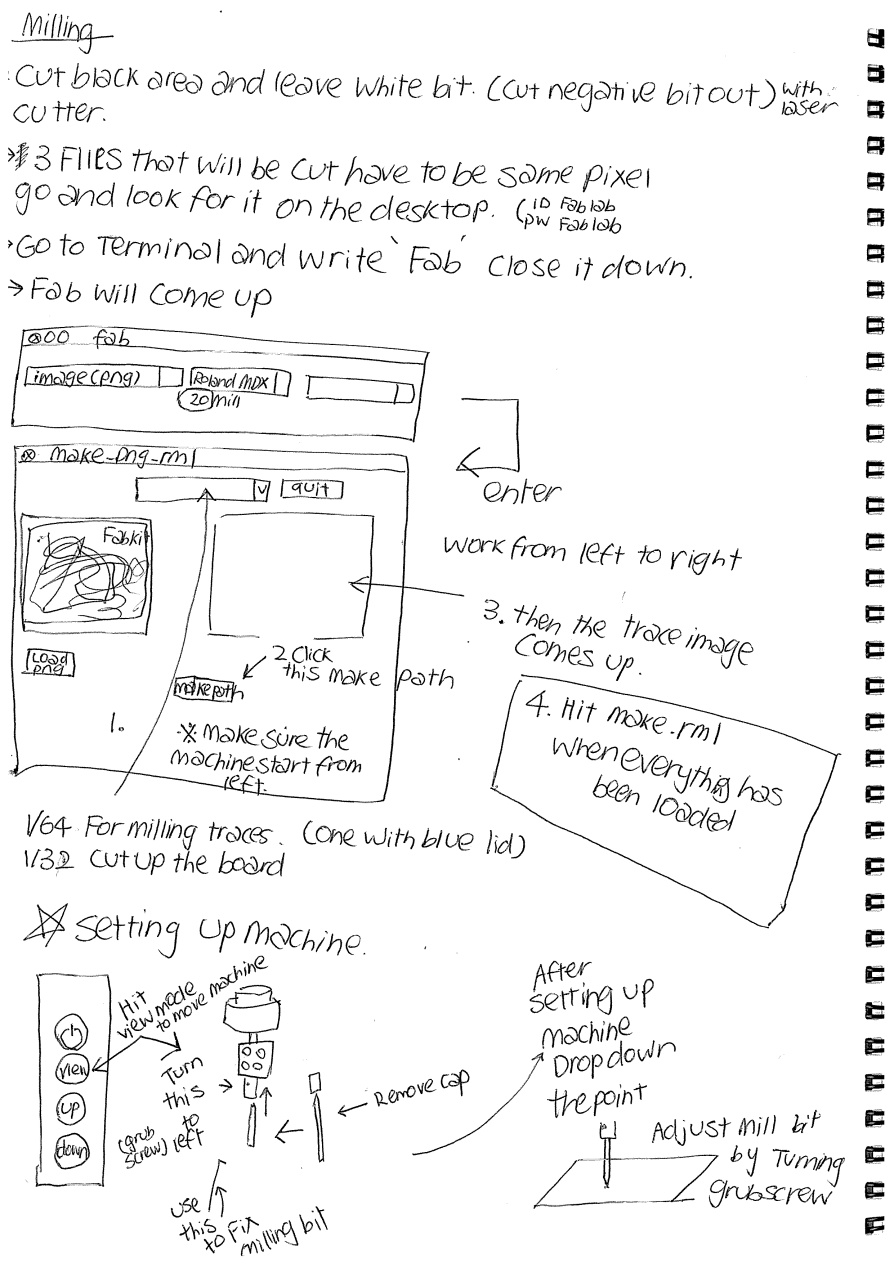 Milling
Cut black area and leave white bit. (cut negative bit out) with laser
cutter.
→ 3 Files that will be cut have to be same pixel
go and look for it on the desktop. (ID Fablab
pw Fablab
Go to Terminal and write 'Fab' close it down.
→ Fab will come up
fab
image(png)
Roland MDX
20 mill
make_png_rml
v
quit
enter
Fabkit
work from left to right
3. then the trace image
comes up.
Load
png
2. Click
this make path
make path
1.
※ Make sure the
machine start from
left.
4. Hit make.rml
when everything has
been loaded
1/64 For milling traces. (one with blue lid)
1/32 cut up the board
☆ Setting up machine.
Hit
view mode
to move machine
view
up
down
Turn
this
(grub
screw) to
left
Remove cap
use
this
to Fix
milling bit
After
setting up
machine
Drop down
the point
Adjust mill bit
by Turning
grubscrew